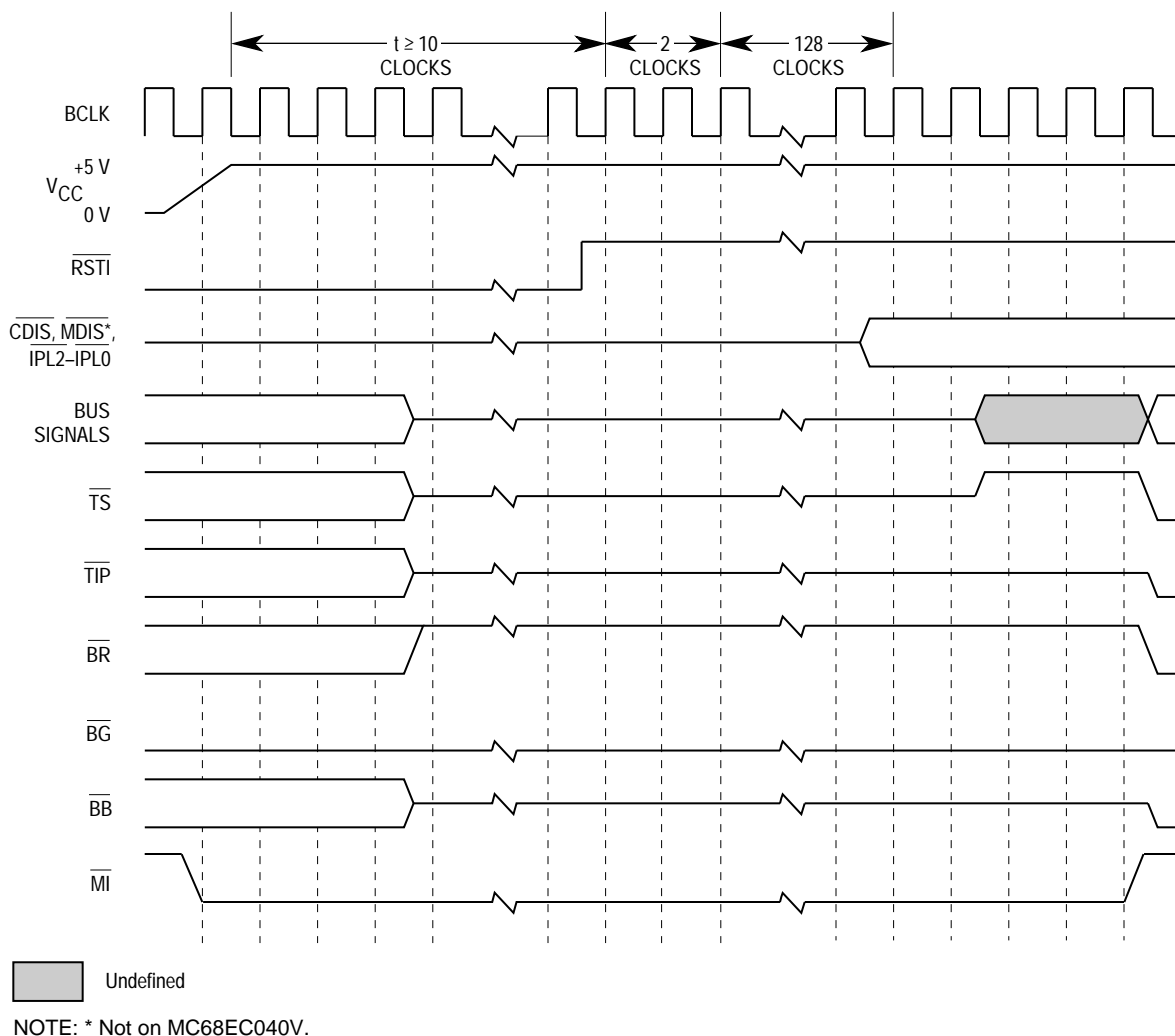 t ≥ 10
CLOCKS
2
CLOCKS
128
CLOCKS
BCLK
+5 V
VCC
0 V
RSTI
CDIS, MDIS*,
IPL2–IPL0
BUS
SIGNALS
TS
TIP
BR
BG
BB
MI
Undefined
NOTE: * Not on MC68EC040V.